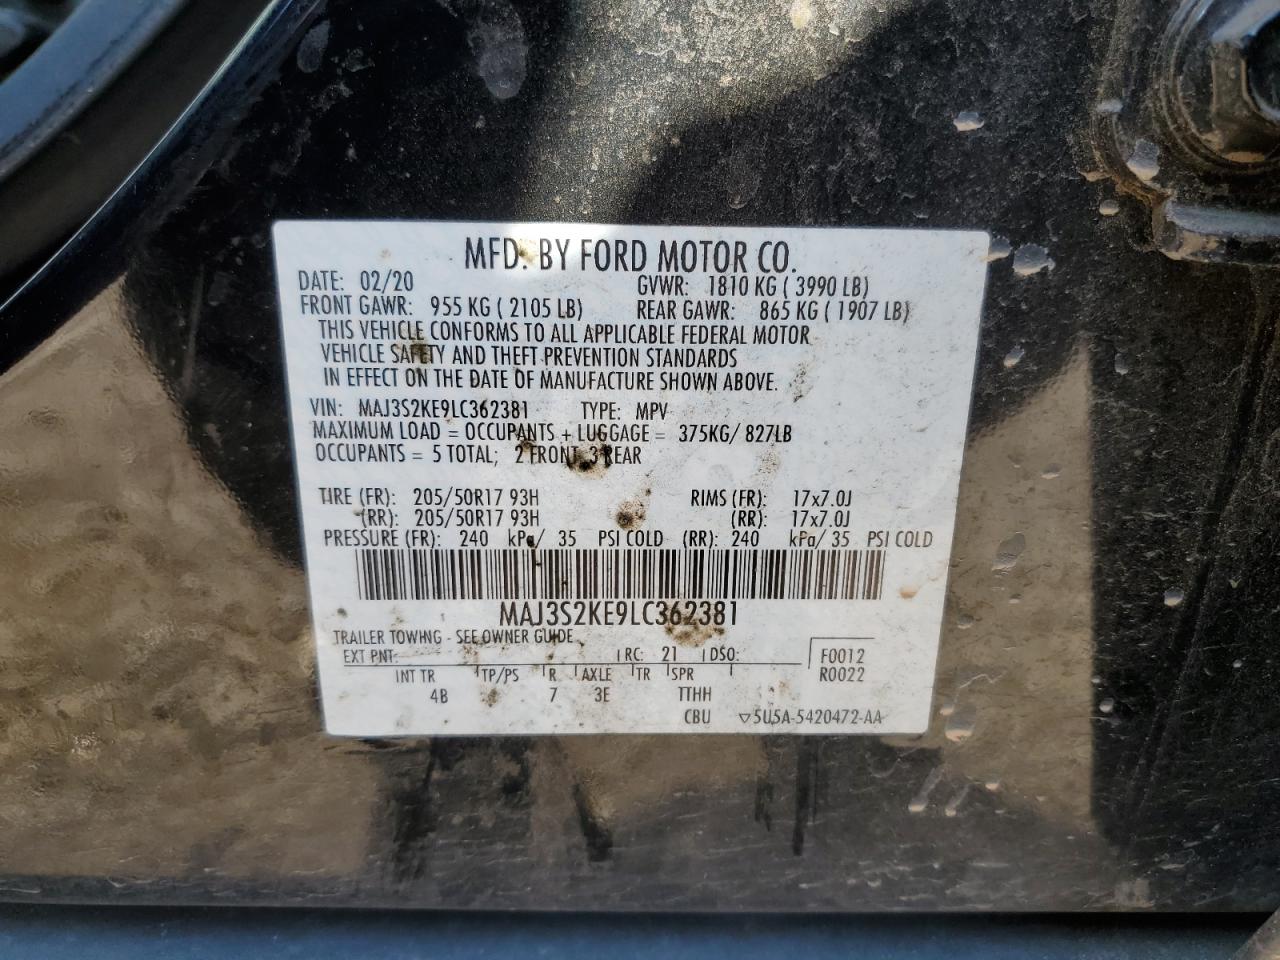 MFD. BY FORD MOTOR CO.
DATE: 02/20 GVWR: 1810 KG ( 3990 LB)
FRONT GAWR: 955 KG ( 2105 LB) REAR GAWR: 865 KG ( 1907 LB)
THIS VEHICLE CONFORMS TO ALL APPLICABLE FEDERAL MOTOR
VEHICLE SAFETY AND THEFT PREVENTION STANDARDS
IN EFFECT ON THE DATE OF MANUFACTURE SHOWN ABOVE.
VIN: MAJ3S2KE9LC362381 TYPE: MPV
MAXIMUM LOAD = OCCUPANTS + LUGGAGE = 375KG/ 827LB
OCCUPANTS = 5 TOTAL; 2 FRONT 3 REAR
TIRE (FR): 205/50R17 93H RIMS (FR): 17x7.0J
(RR): 205/50R17 93H (RR): 17x7.0J
PRESSURE (FR): 240 kPa/ 35 PSI COLD (RR): 240 kPa/ 35 PSI COLD
MAJ3S2KE9LC362381
TRAILER TOWING - SEE OWNER GUIDE
EXT PNT: RC: 21 DSO: F0012
R0022
INT TR TP/PS R AXLE TR SPR
4B 7 3E TTHH
CBU ▽5U5A-5420472-AA